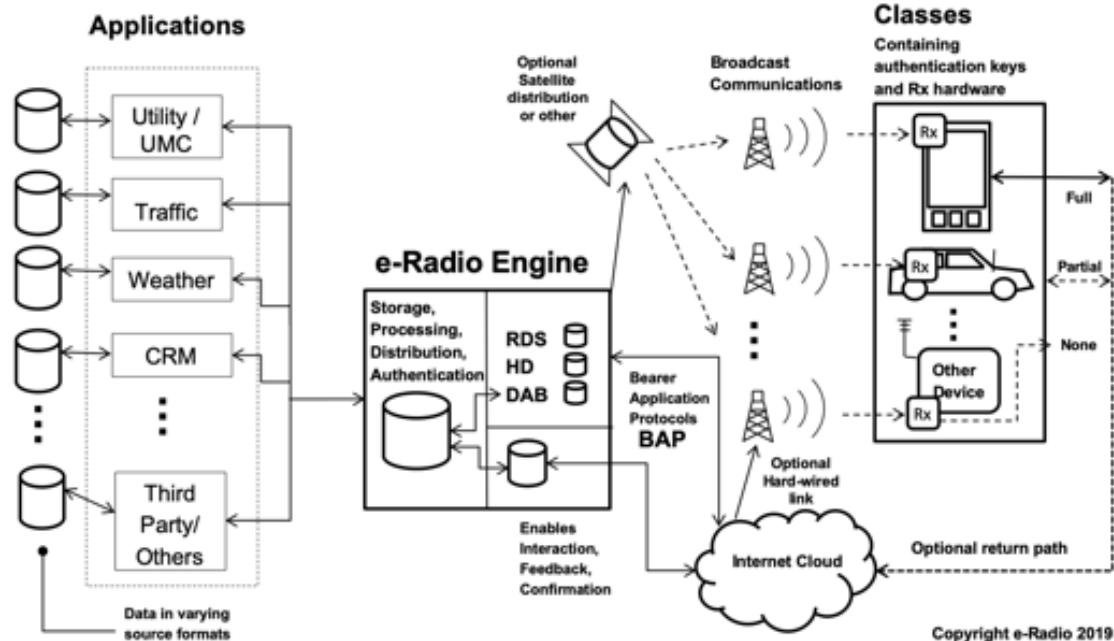 Applications
Utility /
UMC
Traffic
Weather
CRM
Third
Party/
Others
Data in varying
source formats
e-Radio Engine
Storage,
Processing,
Distribution,
Authentication
RDS
HD
DAB
Enables
Interaction,
Feedback,
Confirmation
Optional
Satellite
distribution
or other
Bearer
Application
Protocols
BAP
Broadcast
Communications
Optional
Hard-wired
link
Internet Cloud
Classes
Containing
authentication keys
and Rx hardware
Rx
Full
Rx
Partial
None
Other
Device
Rx
Optional return path
Copyright e-Radio 2019